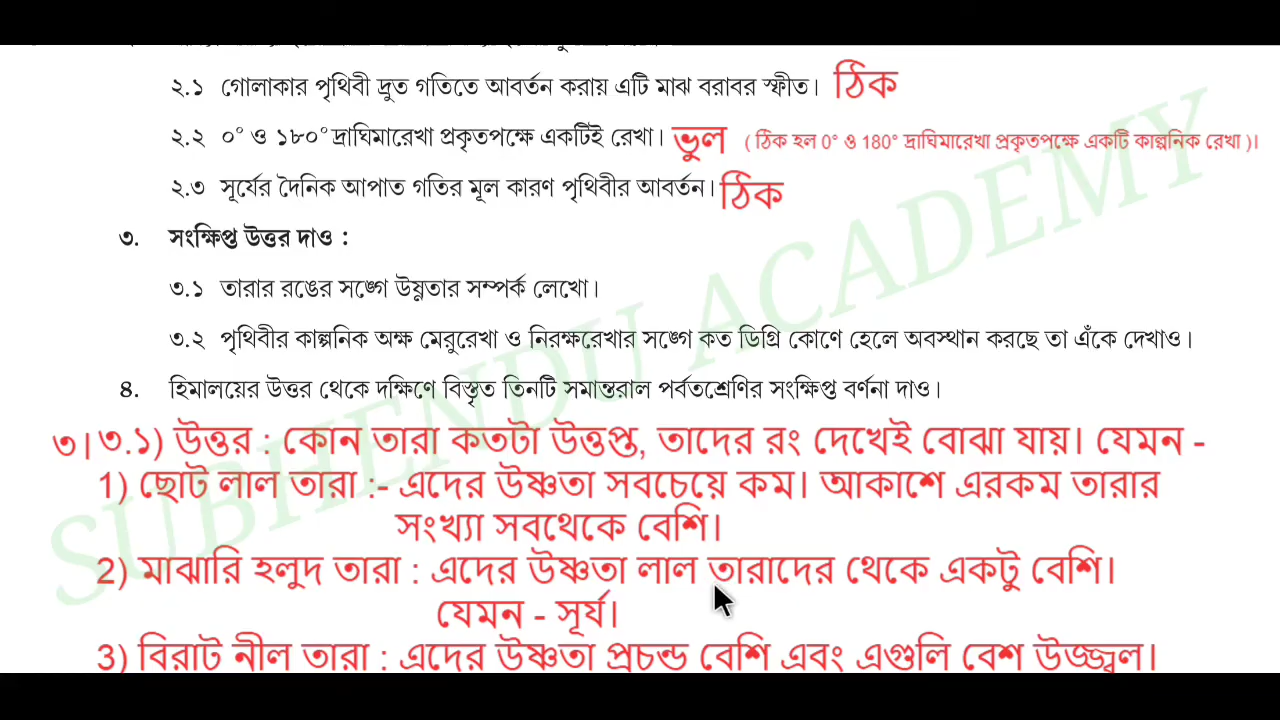 ২.১ গোলাকার পৃথিবী দ্রুত গতিতে আবর্তন করায় এটি মাঝ বরাবর স্ফীত। ঠিক
২.২ ০° ও ১৮০° দ্রাঘিমারেখা প্রকৃতপক্ষে একটিই রেখা। ভুল ( ঠিক হল 0° ও 180° দ্রাঘিমারেখা প্রকৃতপক্ষে একটি কাল্পনিক রেখা )।
২.৩ সূর্যের দৈনিক আপাত গতির মূল কারণ পৃথিবীর আবর্তন। ঠিক
৩. সংক্ষিপ্ত উত্তর দাও :
৩.১ তারার রঙের সঙ্গে উষ্ণতার সম্পর্ক লেখো।
৩.২ পৃথিবীর কাল্পনিক অক্ষ মেরুরেখা ও নিরক্ষরেখার সঙ্গে কত ডিগ্রি কোণে হেলে অবস্থান করছে তা এঁকে দেখাও।
৪. হিমালয়ের উত্তর থেকে দক্ষিণে বিস্তৃত তিনটি সমান্তরাল পর্বতশ্রেণির সংক্ষিপ্ত বর্ণনা দাও।
৩। ৩.১) উত্তর : কোন তারা কতটা উত্তপ্ত, তাদের রং দেখেই বোঝা যায়। যেমন -
1) ছোট লাল তারা :- এদের উষ্ণতা সবচেয়ে কম। আকাশে এরকম তারার
সংখ্যা সবথেকে বেশি।
2) মাঝারি হলুদ তারা : এদের উষ্ণতা লাল তারাদের থেকে একটু বেশি।
যেমন - সূর্য।
3) বিরাট নীল তারা : এদের উষ্ণতা প্রচন্ড বেশি এবং এগুলি বেশ উজ্জ্বল।
SUBHENDU ACADEMY